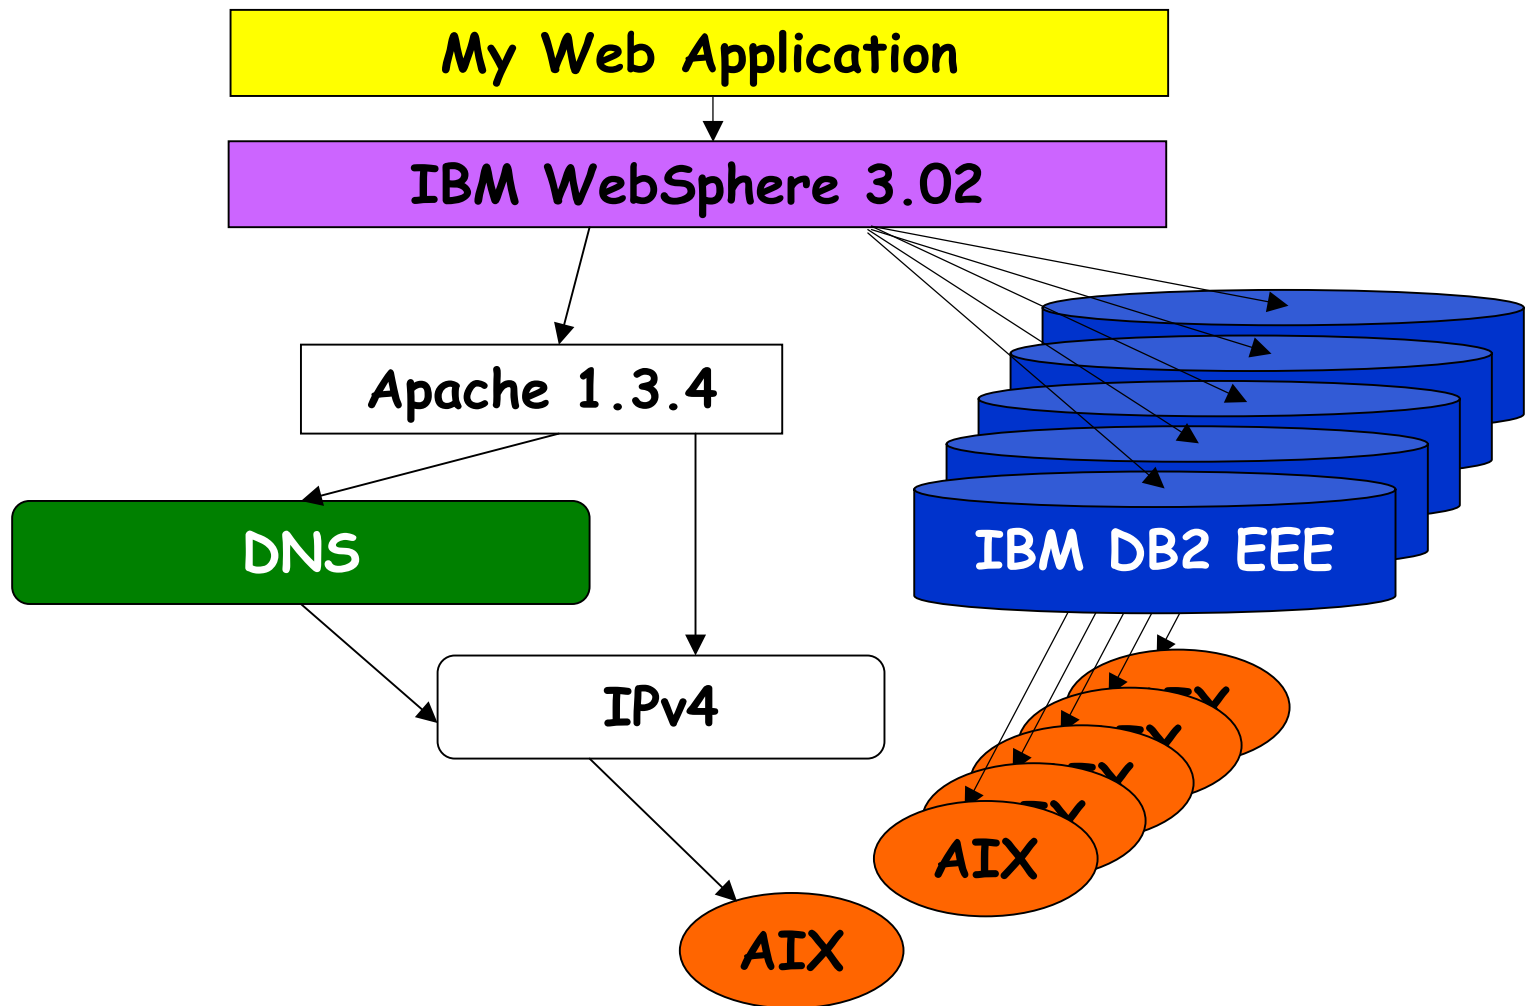 My Web Application
IBM WebSphere 3.02
Apache 1.3.4
DNS
IBM DB2 EEE
IPv4
AIX
AIX